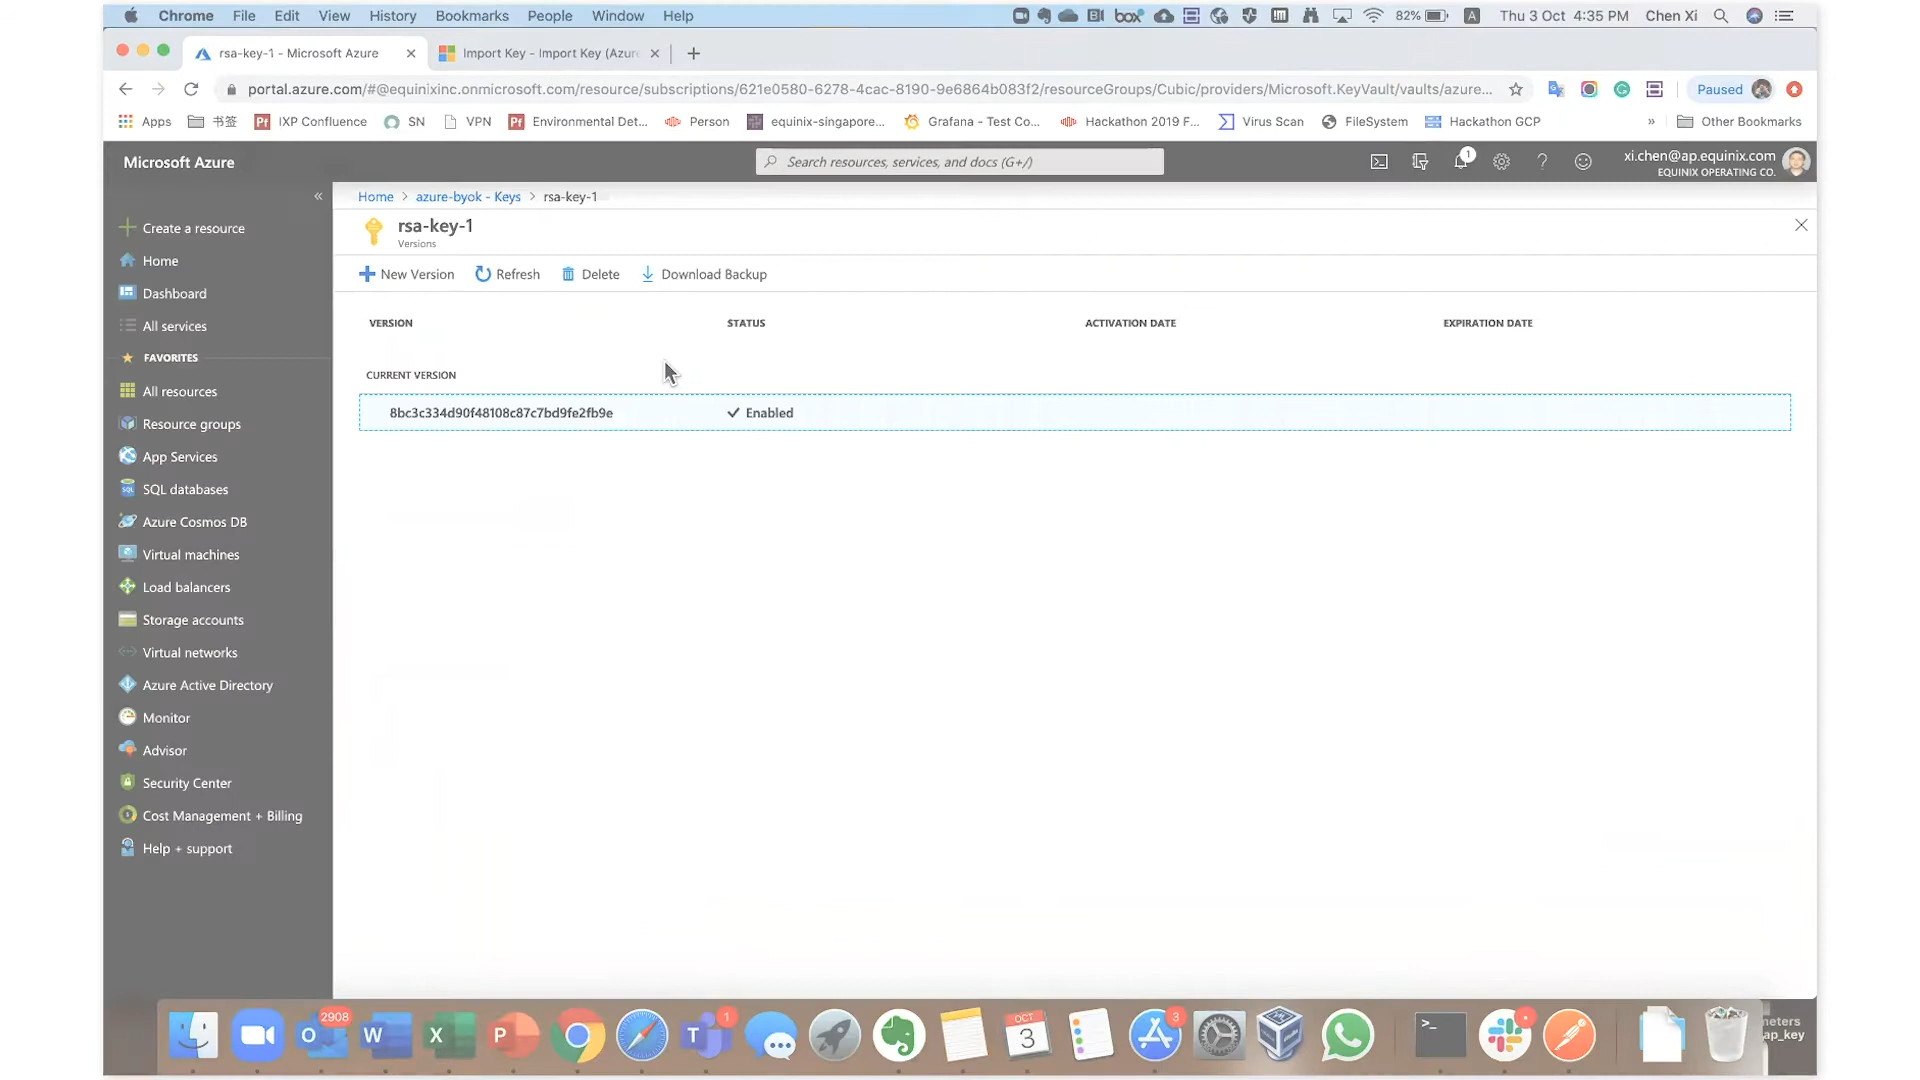 Chrome File Edit View History Bookmarks People Window Help box 82% A Thu 3 Oct 4:35 PM Chen Xi
rsa-key-1 - Microsoft Azure Import Key - Import Key (Azure
portal.azure.com/#@equinixinc.onmicrosoft.com/resource/subscriptions/621e0580-6278-4cac-8190-9e6864b083f2/resourceGroups/Cubic/providers/Microsoft.KeyVault/vaults/azure... Paused
Apps 书签 IXP Confluence SN VPN Environmental Det... Person equinix-singapore... Grafana - Test Co... Hackathon 2019 F... Virus Scan FileSystem Hackathon GCP » Other Bookmarks
Microsoft Azure Search resources, services, and docs (G+/) 1 xi.chen@ap.equinix.com
EQUINIX OPERATING CO.
«
Create a resource
Home
Dashboard
All services
FAVORITES
All resources
Resource groups
App Services
SQL databases
Azure Cosmos DB
Virtual machines
Load balancers
Storage accounts
Virtual networks
Azure Active Directory
Monitor
Advisor
Security Center
Cost Management + Billing
Help + support
Home > azure-byok - Keys > rsa-key-1
rsa-key-1
Versions
New Version Refresh Delete Download Backup
VERSION STATUS ACTIVATION DATE EXPIRATION DATE
CURRENT VERSION
8bc3c334d90f48108c87c7bd9fe2fb9e Enabled
2908 1 OCT 3 3
meters
ap_key